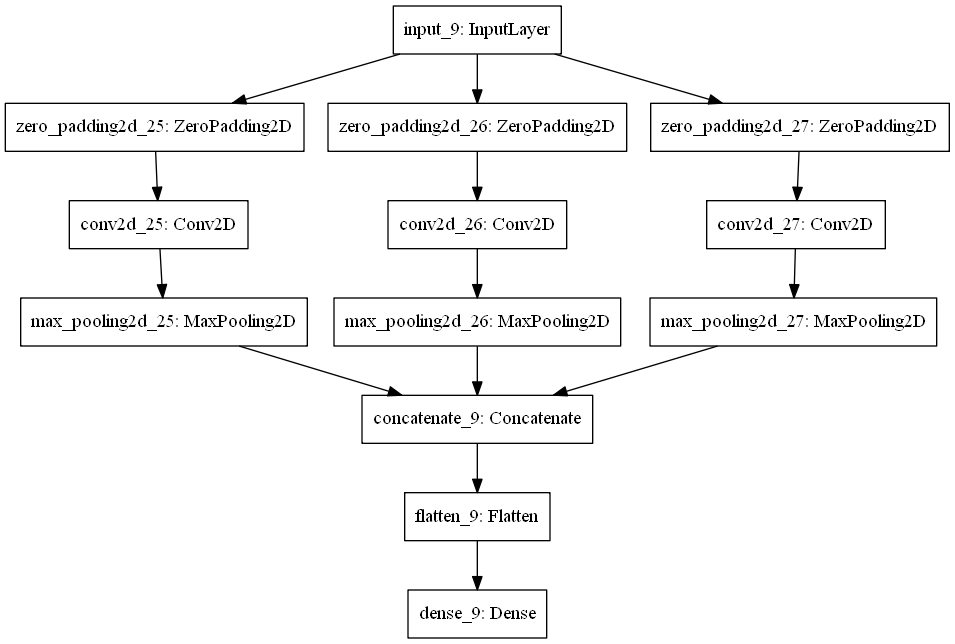 input_9: InputLayer
zero_padding2d_25: ZeroPadding2D
zero_padding2d_26: ZeroPadding2D
zero_padding2d_27: ZeroPadding2D
conv2d_25: Conv2D
conv2d_26: Conv2D
conv2d_27: Conv2D
max_pooling2d_25: MaxPooling2D
max_pooling2d_26: MaxPooling2D
max_pooling2d_27: MaxPooling2D
concatenate_9: Concatenate
flatten_9: Flatten
dense_9: Dense